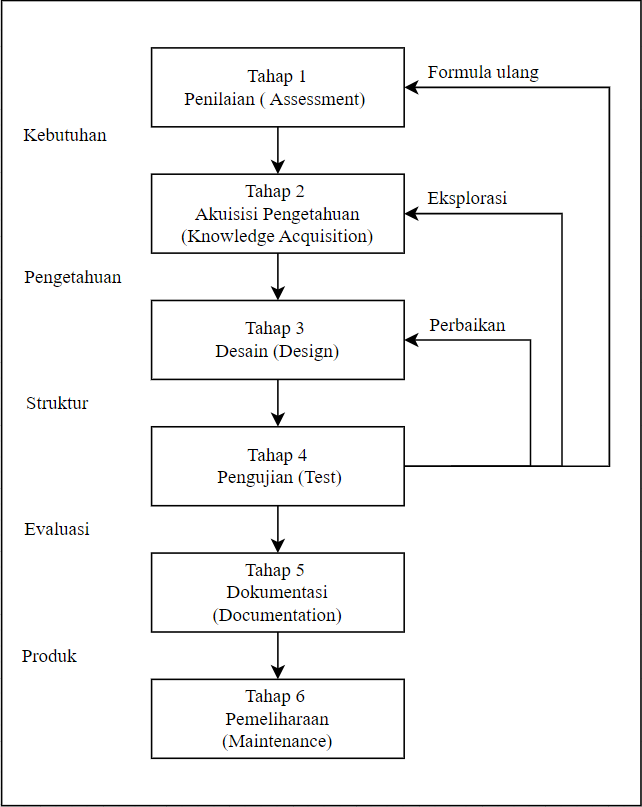 Tahap 1
Penilaian ( Assessment)
Formula ulang
Kebutuhan
Tahap 2
Akuisisi Pengetahuan
(Knowledge Acquisition)
Eksplorasi
Pengetahuan
Tahap 3
Desain (Design)
Perbaikan
Struktur
Tahap 4
Pengujian (Test)
Evaluasi
Tahap 5
Dokumentasi
(Documentation)
Produk
Tahap 6
Pemeliharaan
(Maintenance)